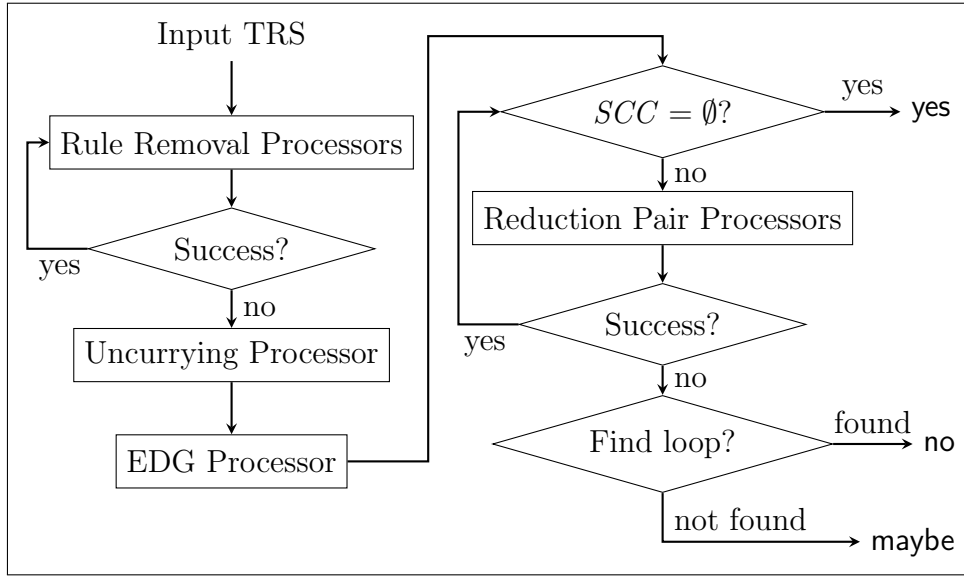 Input TRS
Rule Removal Processors
Success?
yes
no
Uncurrying Processor
EDG Processor
SCC = ∅?
yes
yes
no
Reduction Pair Processors
Success?
yes
no
Find loop?
found
no
not found
maybe